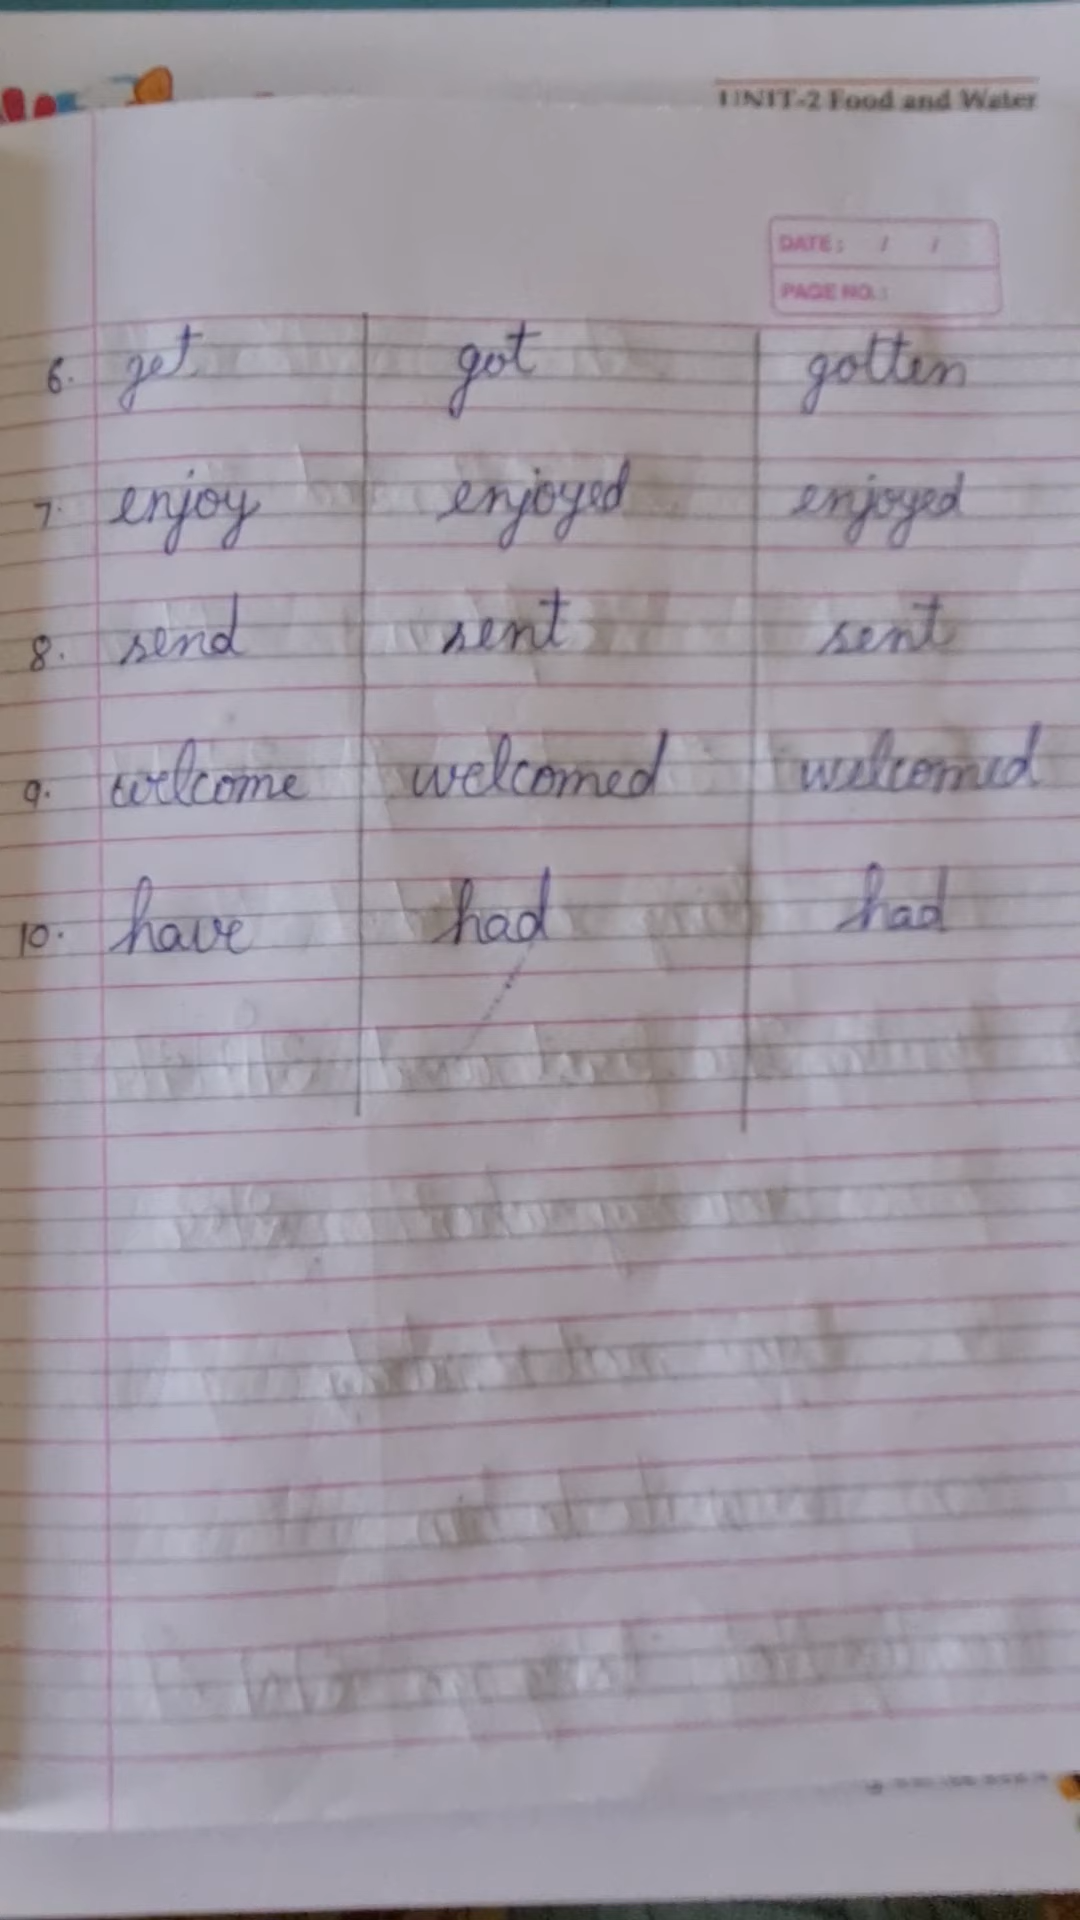 UNIT-2 Food and Water
DATE: / /
PAGE NO.:
6. get got gotten
7. enjoy enjoyed enjoyed
8. send sent sent
9. welcome welcomed welcomed
10. have had had